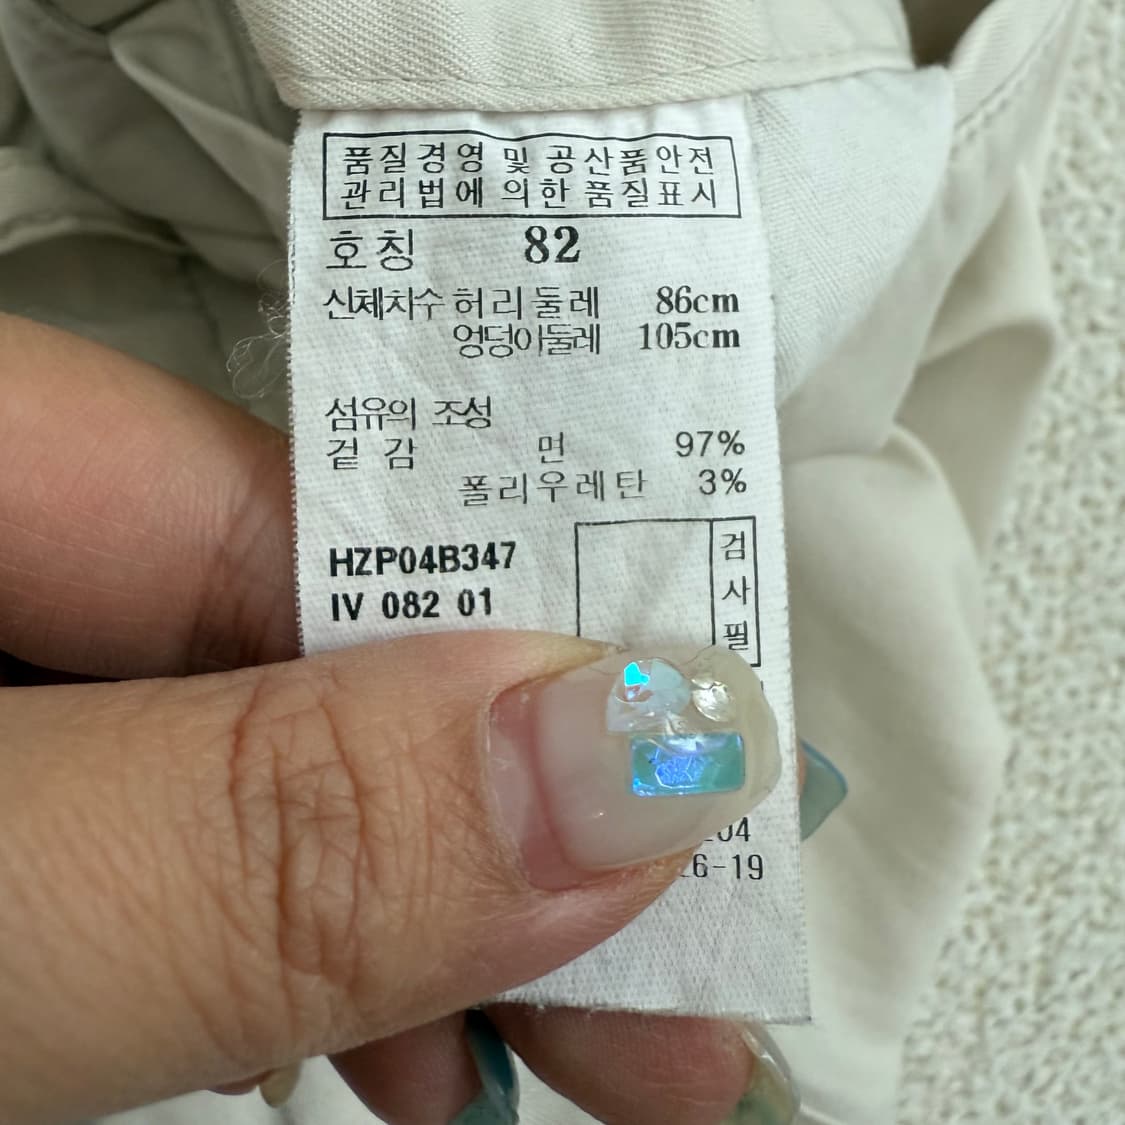 품질경영 및 공산품안전
관리법에 의한 품질표시
호칭 82
신체치수 허리둘레 86cm
엉덩이둘레 105cm
섬유의 조성
겉감 면 97%
폴리우레탄 3%
HZP04B347
IV 082 01
검사필
04
6-19